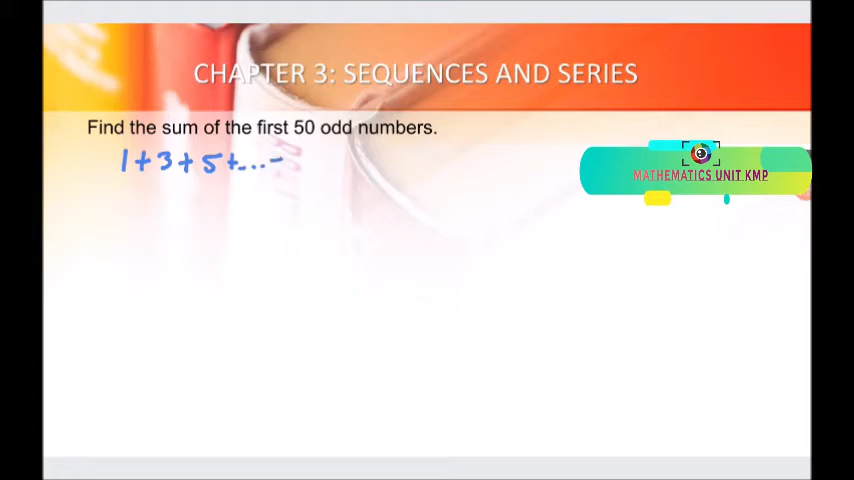 CHAPTER 3: SEQUENCES AND SERIES
Find the sum of the first 50 odd numbers.
1+3+5+...-
MATHEMATICS UNIT KMP